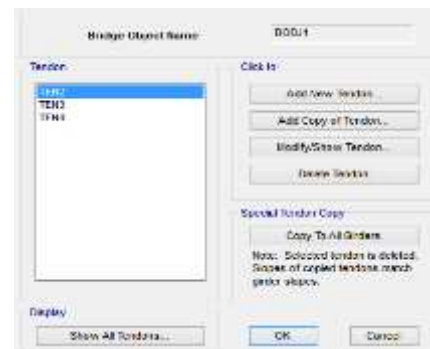 Bridge Object Name
BOBJ1
Tendon
TEN2
TEN3
TEN4
Click to
Add New Tendon...
Add Copy of Tendon...
Modify/Show Tendon...
Delete Tendon
Special Tendon Copy
Copy To All Girders
Note: Selected tendon is deleted.
Slopes of copied tendons match
girder slopes.
Display
Show All Tendons...
OK
Cancel